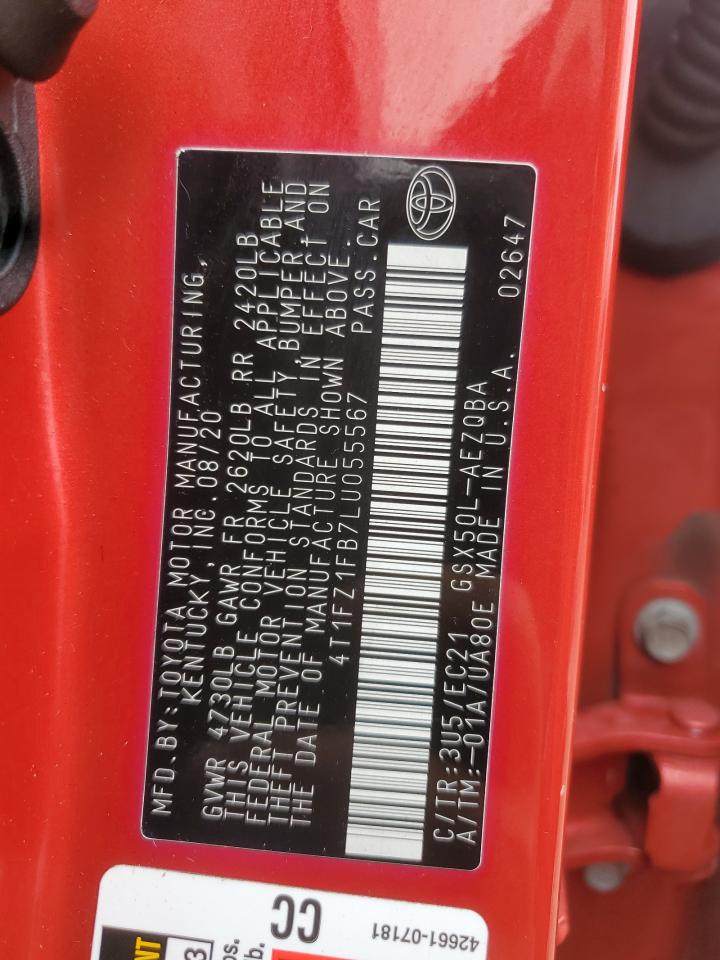 MFD. BY: TOYOTA MOTOR MANUFACTURING,
KENTUCKY, INC. 08/20
GVWR 4730LB GAWR FR 2620LB RR 2420LB
THIS VEHICLE CONFORMS TO ALL APPLICABLE
FEDERAL MOTOR VEHICLE SAFETY, BUMPER, AND
THEFT PREVENTION STANDARDS IN EFFECT ON
THE DATE OF MANUFACTURE SHOWN ABOVE.
4T1FZ1FB7LU055567 PASS. CAR
C/TR: 3U5/EC21 GSX50L-AEZQBA 02647
A/TM: -01A/UA80E MADE IN U.S.A.
CC
42661-07181